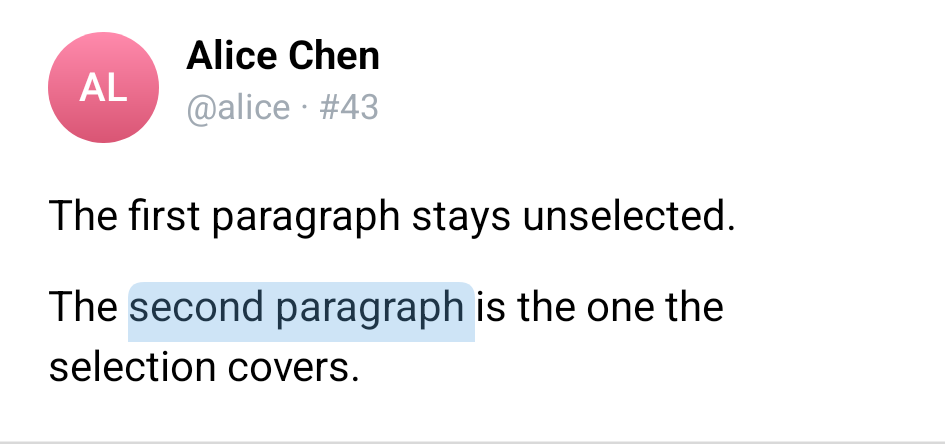 AL
Alice Chen
@alice · #43
The first paragraph stays unselected.
The second paragraph is the one the
selection covers.